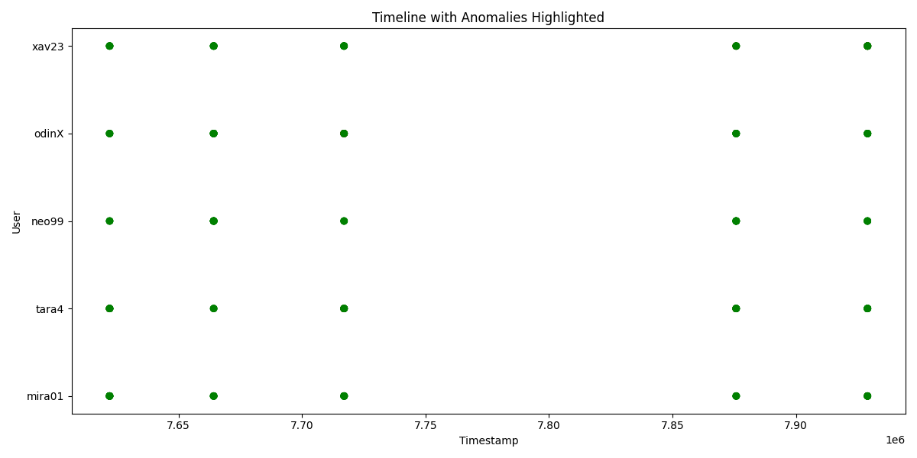 Timeline with Anomalies Highlighted
xav23
odinX
neo99
tara4
mira01
User
7.65 7.70 7.75 7.80 7.85 7.90
1e6
Timestamp